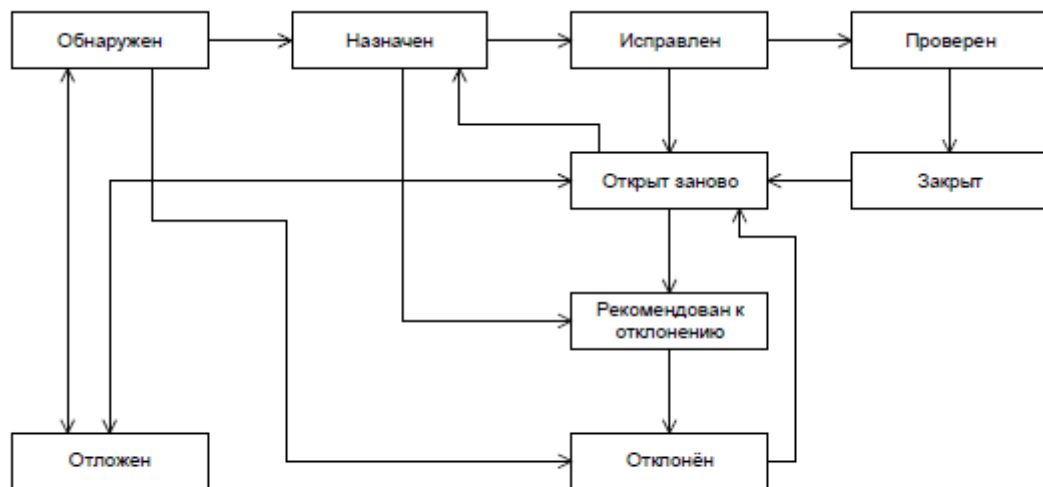 Обнаружен
Назначен
Исправлен
Проверен
Открыт заново
Закрыт
Рекомендован к
отклонению
Отложен
Отклонён